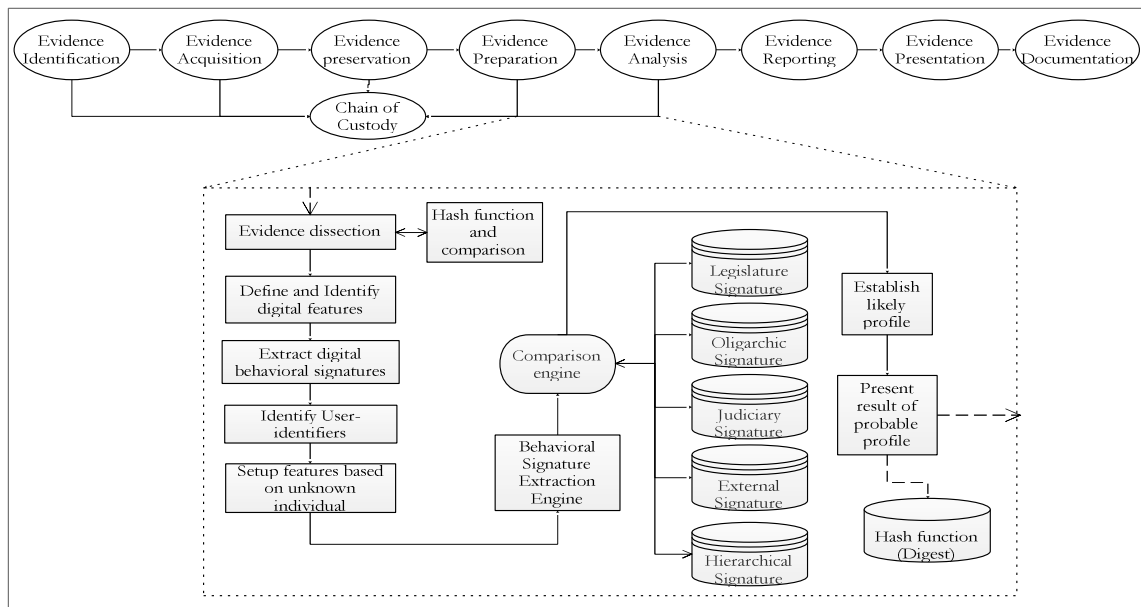 Evidence
Identification
Evidence
Acquisition
Evidence
preservation
Evidence
Preparation
Evidence
Analysis
Evidence
Reporting
Evidence
Presentation
Evidence
Documentation
Chain of
Custody
Evidence dissection
Hash function
and
comparison
Define and Identify
digital features
Extract digital
behavioral signatures
Identify User-
identifiers
Setup features based
on unknown
individual
Behavioral
Signature
Extraction
Engine
Comparison
engine
Legislature
Signature
Oligarchic
Signature
Judiciary
Signature
External
Signature
Hierarchical
Signature
Establish
likely
profile
Present
result of
probable
profile
Hash function
(Digest)